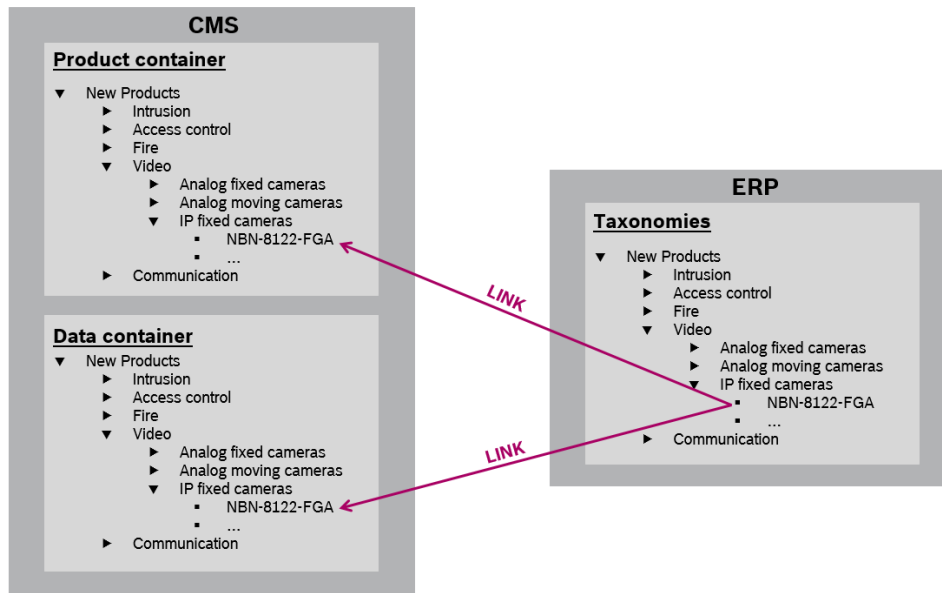 CMS
Product container
▼ New Products
► Intrusion
► Access control
► Fire
▼ Video
► Analog fixed cameras
► Analog moving cameras
▼ IP fixed cameras
▪ NBN-8122-FGA
▪ ...
► Communication
Data container
▼ New Products
► Intrusion
► Access control
► Fire
▼ Video
► Analog fixed cameras
► Analog moving cameras
▼ IP fixed cameras
▪ NBN-8122-FGA
▪ ...
► Communication
LINK
LINK
ERP
Taxonomies
▼ New Products
► Intrusion
► Access control
► Fire
▼ Video
► Analog fixed cameras
► Analog moving cameras
▼ IP fixed cameras
▪ NBN-8122-FGA
▪ ...
► Communication